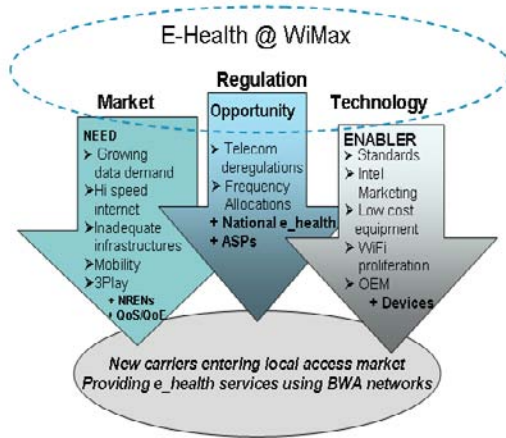 E-Health @ WiMax
Regulation
Market
Technology
Opportunity
NEED
➢ Growing
data demand
➢ Hi speed
internet
➢ Inadequate
infrastructures
➢ Mobility
➢ 3Play
+ NRENs
+ QoS/QoE
➢ Telecom
deregulations
➢ Frequency
Allocations
+ National e_health
+ ASPs
ENABLER
➢ Standards
➢ Intel
Marketing
➢ Low cost
equipment
➢ WiFi
proliferation
➢ OEM
+ Devices
New carriers entering local access market
Providing e_health services using BWA networks